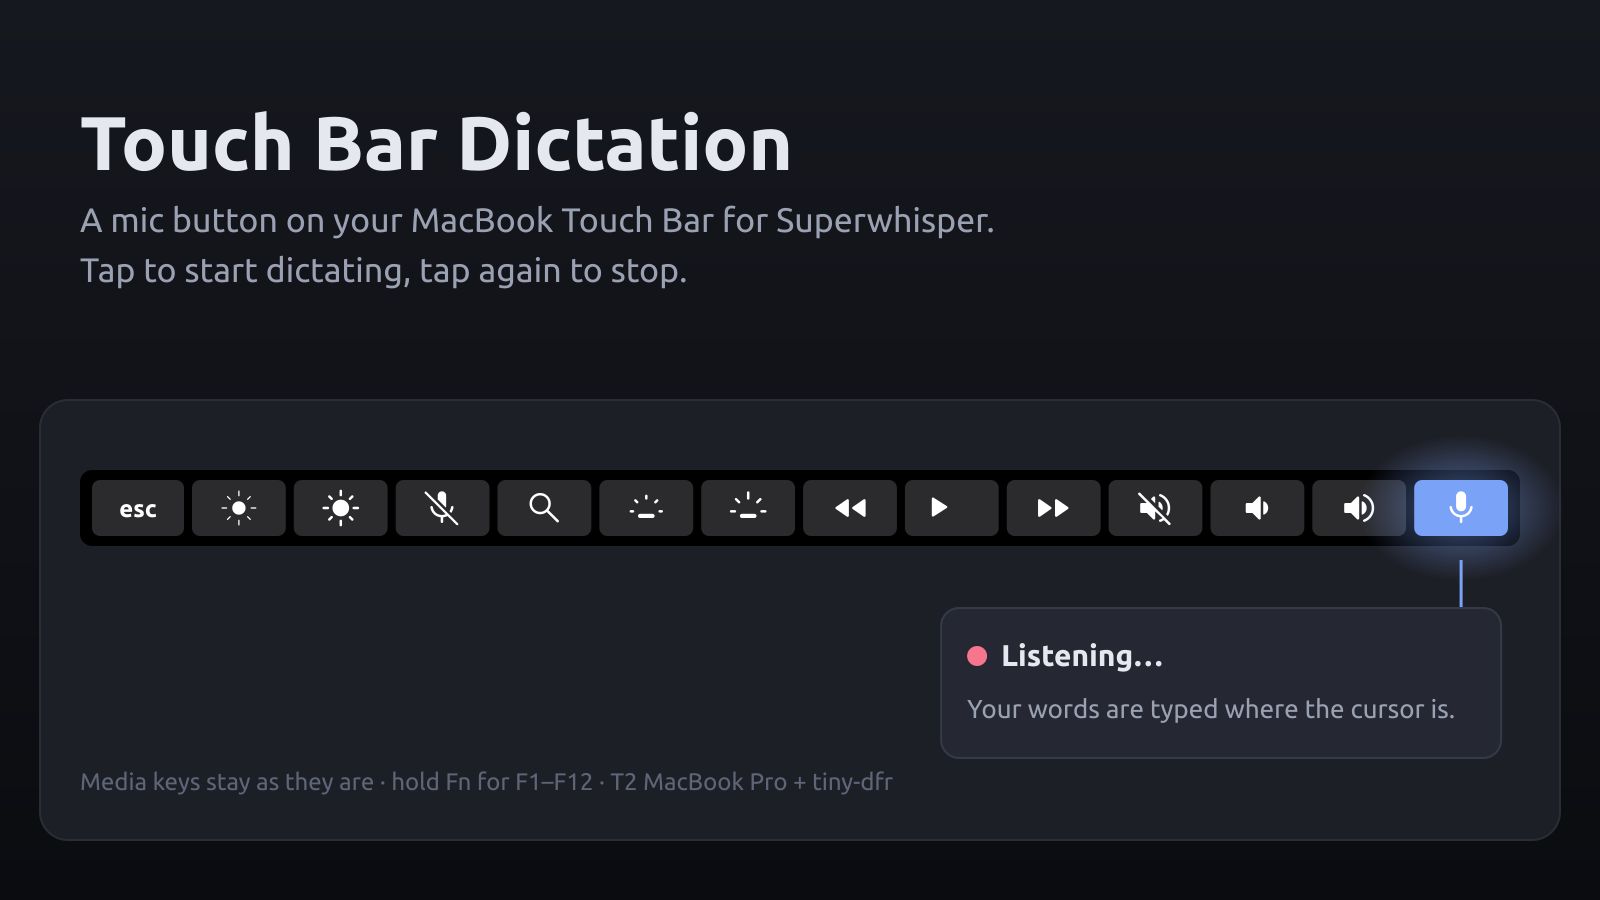 Touch Bar Dictation
A mic button on your MacBook Touch Bar for Superwhisper.
Tap to start dictating, tap again to stop.
esc
Listening...
Your words are typed where the cursor is.
Media keys stay as they are · hold Fn for F1–F12 · T2 MacBook Pro + tiny-dfr